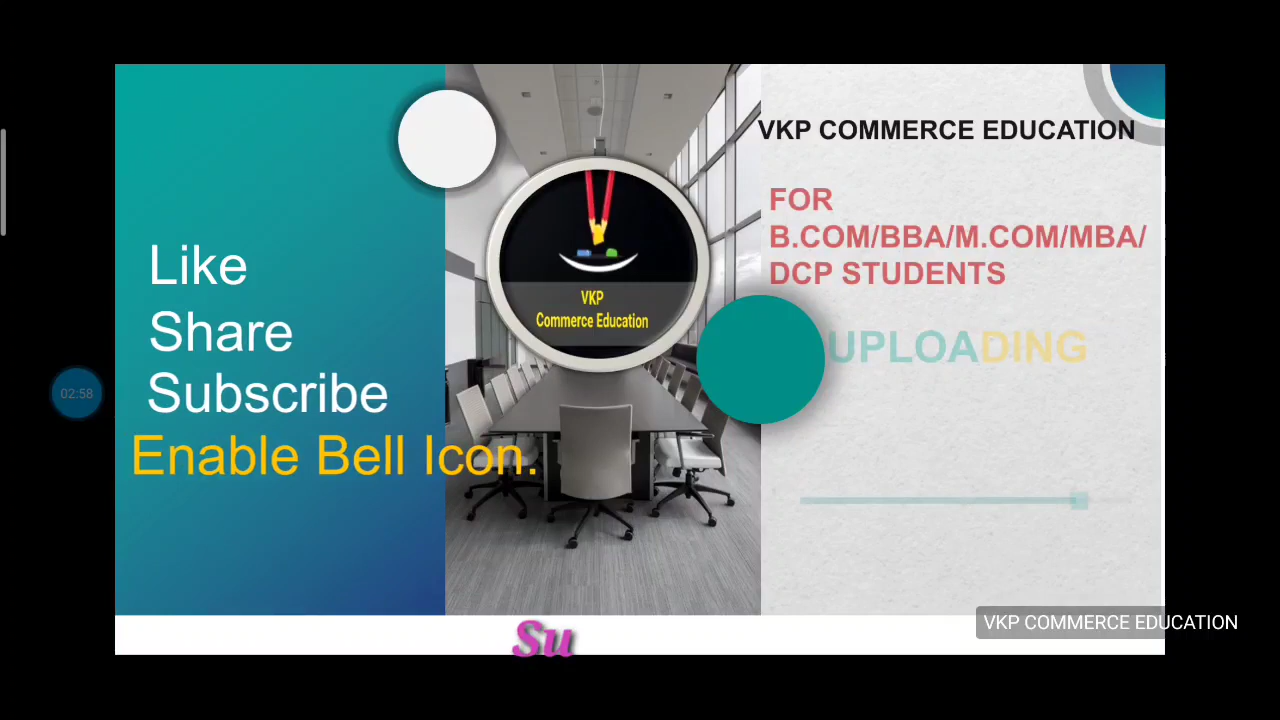 VKP COMMERCE EDUCATION
FOR
B.COM/BBA/M.COM/MBA/
DCP STUDENTS
UPLOADING
Like
Share
Subscribe
Enable Bell Icon.
VKP
Commerce Education
02:58
VKP COMMERCE EDUCATION
Su